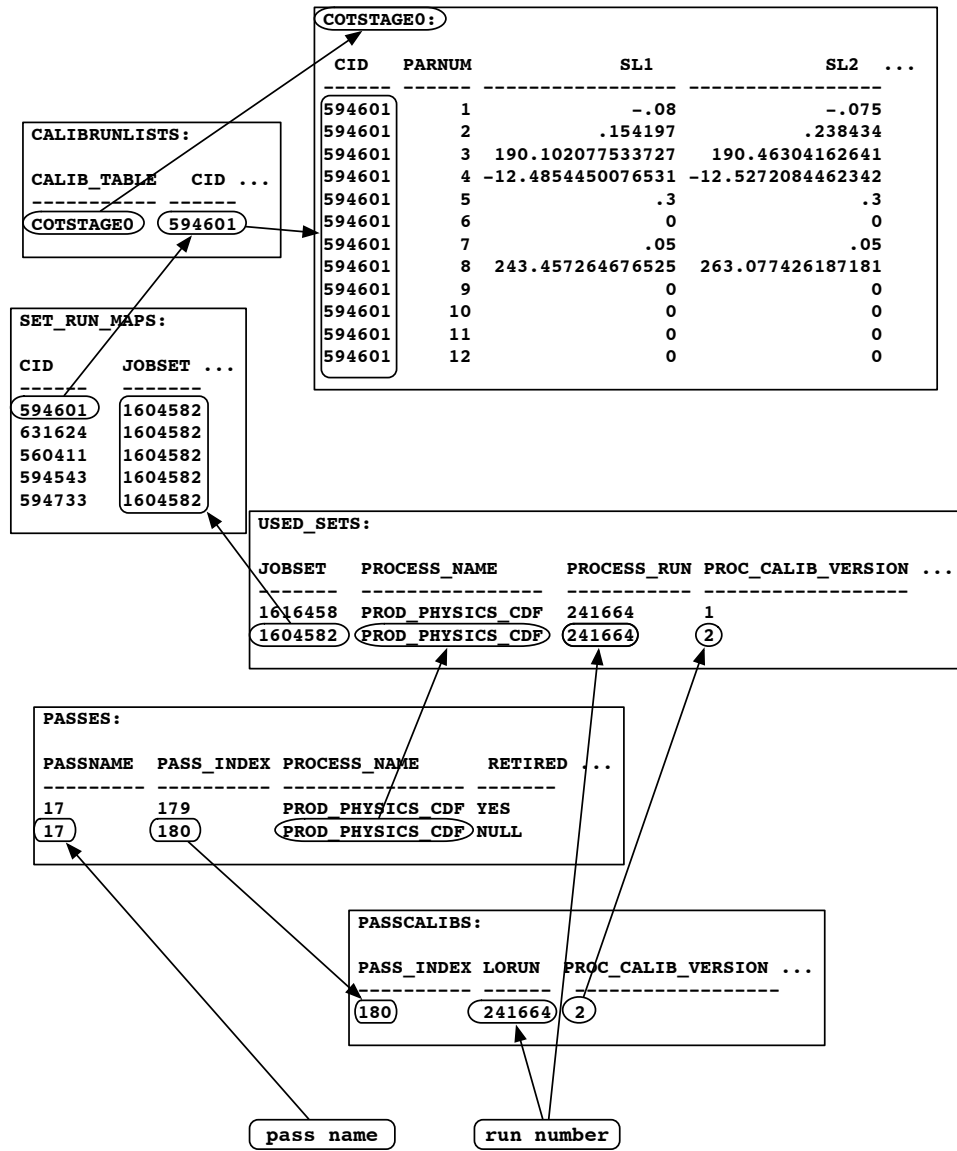 COTSTAGE0:
CID PARNUM SL1 SL2 ...
------ ------ ----------------- -----------------
594601 1 -.08 -.075
594601 2 .154197 .238434
594601 3 190.102077533727 190.46304162641
594601 4 -12.4854450076531 -12.5272084462342
594601 5 .3 .3
594601 6 0 0
594601 7 .05 .05
594601 8 243.457264676525 263.077426187181
594601 9 0 0
594601 10 0 0
594601 11 0 0
594601 12 0 0
CALIBRUNLISTS:
CALIB_TABLE CID ...
----------- ------
COTSTAGE0 594601
SET_RUN_MAPS:
CID JOBSET ...
------ -------
594601 1604582
631624 1604582
560411 1604582
594543 1604582
594733 1604582
USED_SETS:
JOBSET PROCESS_NAME PROCESS_RUN PROC_CALIB_VERSION ...
------- ---------------- ----------- ------------------
1616458 PROD_PHYSICS_CDF 241664 1
1604582 PROD_PHYSICS_CDF 241664 2
PASSES:
PASSNAME PASS_INDEX PROCESS_NAME RETIRED ...
--------- ---------- ---------------- -------
17 179 PROD_PHYSICS_CDF YES
17 180 PROD_PHYSICS_CDF NULL
PASSCALIBS:
PASS_INDEX LORUN PROC_CALIB_VERSION ...
---------- ------ ------------------
180 241664 2
pass name
run number